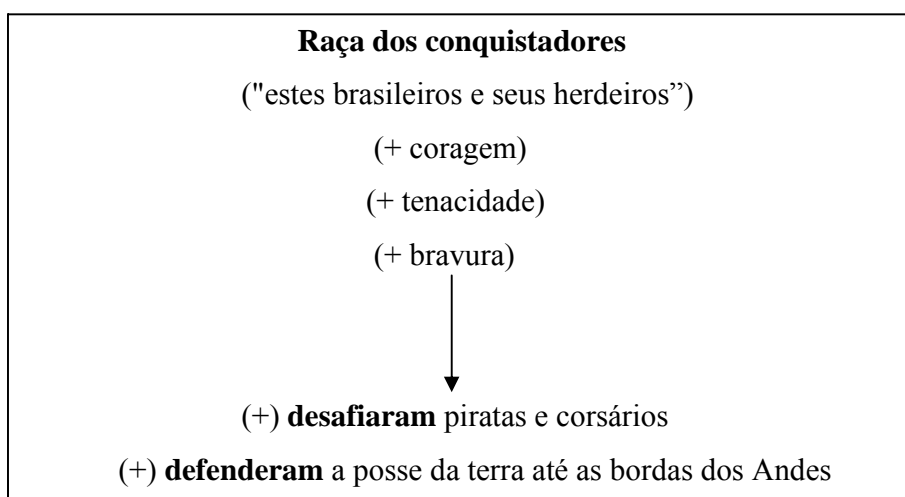 Raça dos conquistadores
("estes brasileiros e seus herdeiros”)
(+ coragem)
(+ tenacidade)
(+ bravura)
(+) desafiaram piratas e corsários
(+) defenderam a posse da terra até as bordas dos Andes